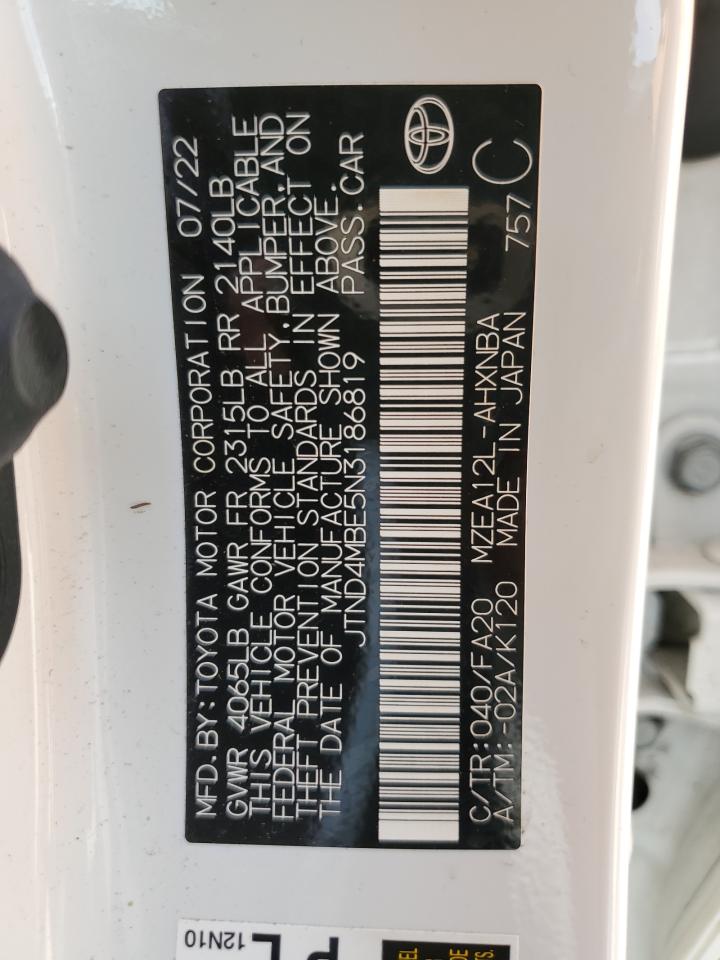 MFD.BY:TOYOTA MOTOR CORPORATION 07/22
GVWR 4065LB GAWR FR 2315LB RR 2140LB
THIS VEHICLE CONFORMS TO ALL APPLICABLE
FEDERAL MOTOR VEHICLE SAFETY,BUMPER,AND
THEFT PREVENTION STANDARDS IN EFFECT ON
THE DATE OF MANUFACTURE SHOWN ABOVE.
JTND4MBE5N3186819 PASS.CAR
C/TR:040/FA20 MZEA12L-AHXNBA
A/TM:-02A/K120 MADE IN JAPAN 757 C
12N10